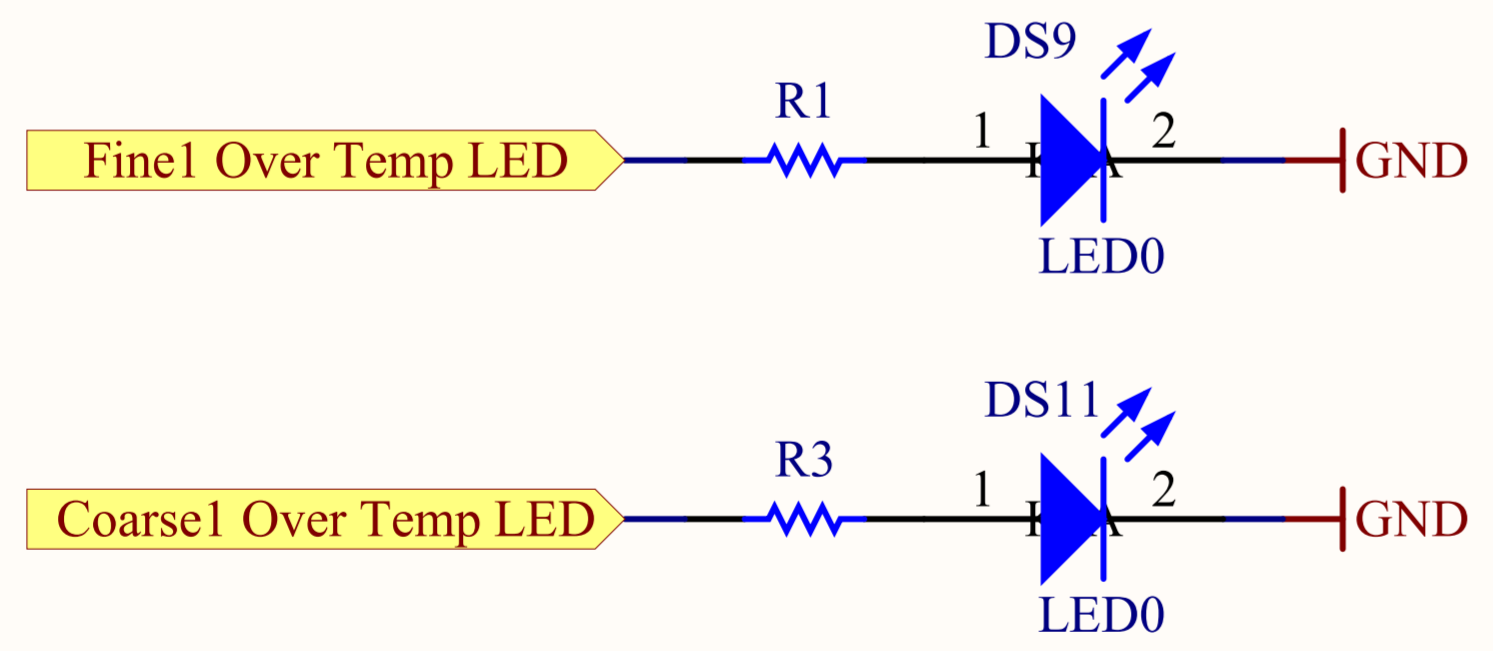 DS9
R1
1
2
Fine1 Over Temp LED
K
A
GND
LED0
DS11
R3
1
2
Coarse1 Over Temp LED
K
A
GND
LED0